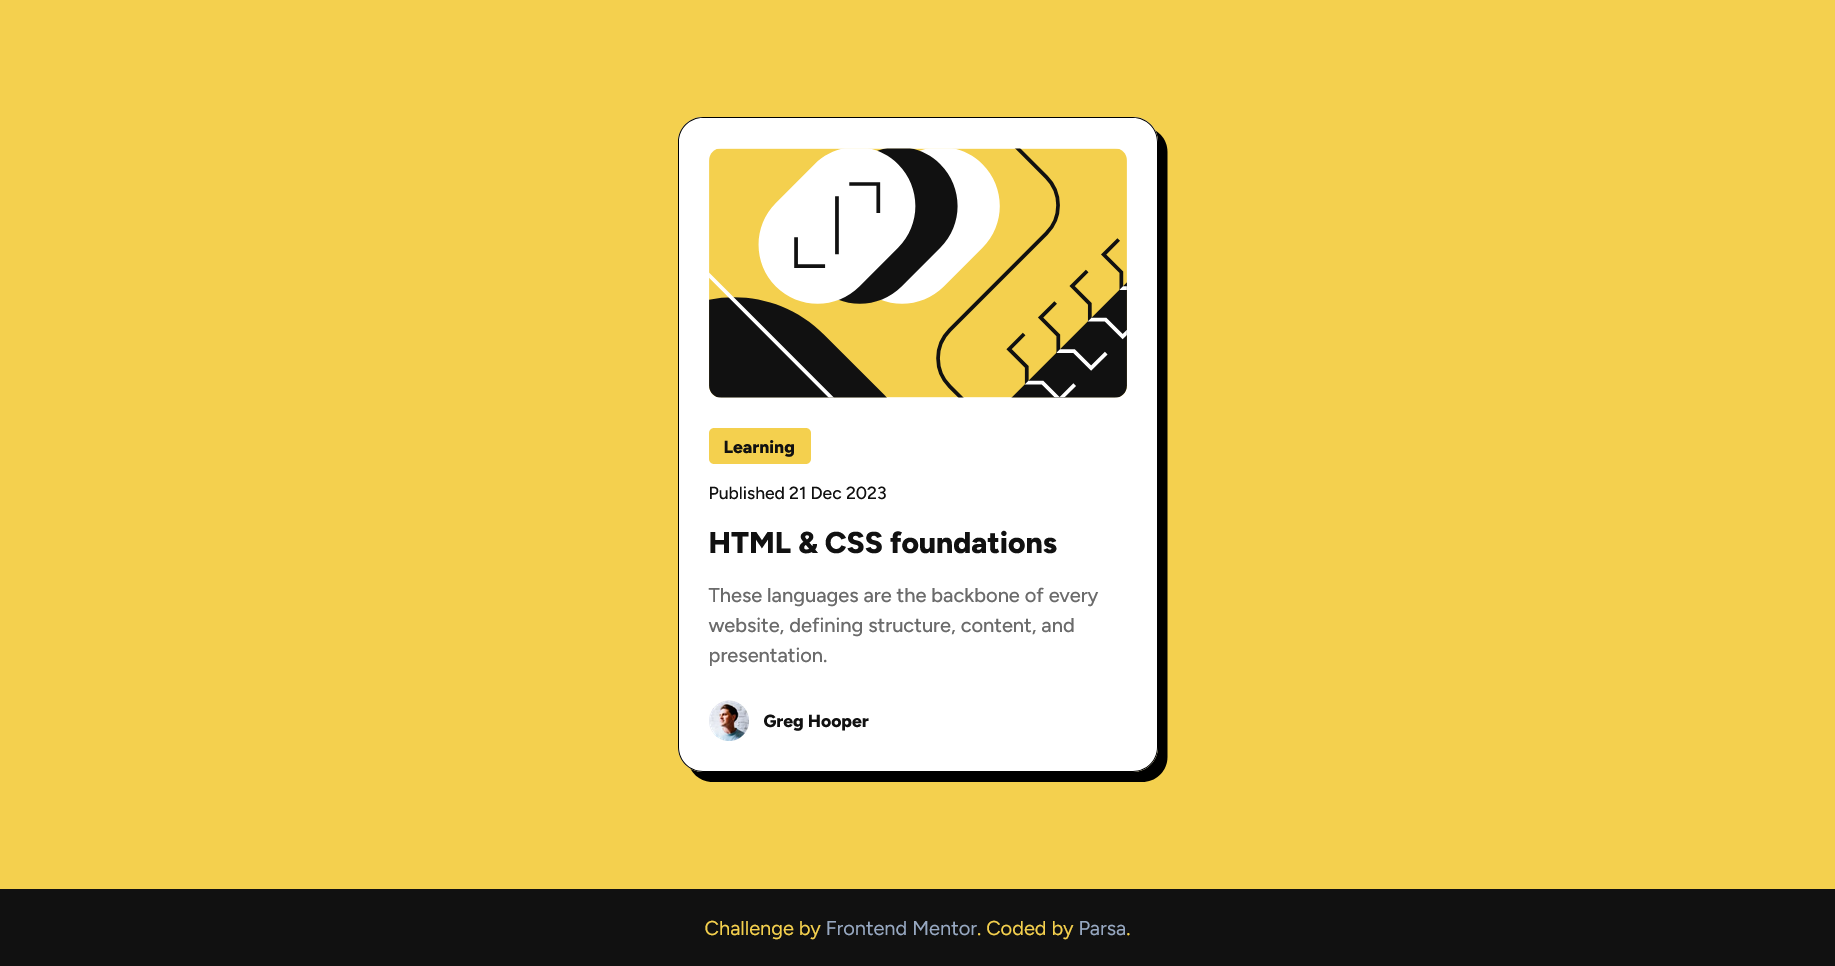 Learning
Published 21 Dec 2023
HTML & CSS foundations
These languages are the backbone of every
website, defining structure, content, and
presentation.
Greg Hooper
Challenge by Frontend Mentor. Coded by Parsa.